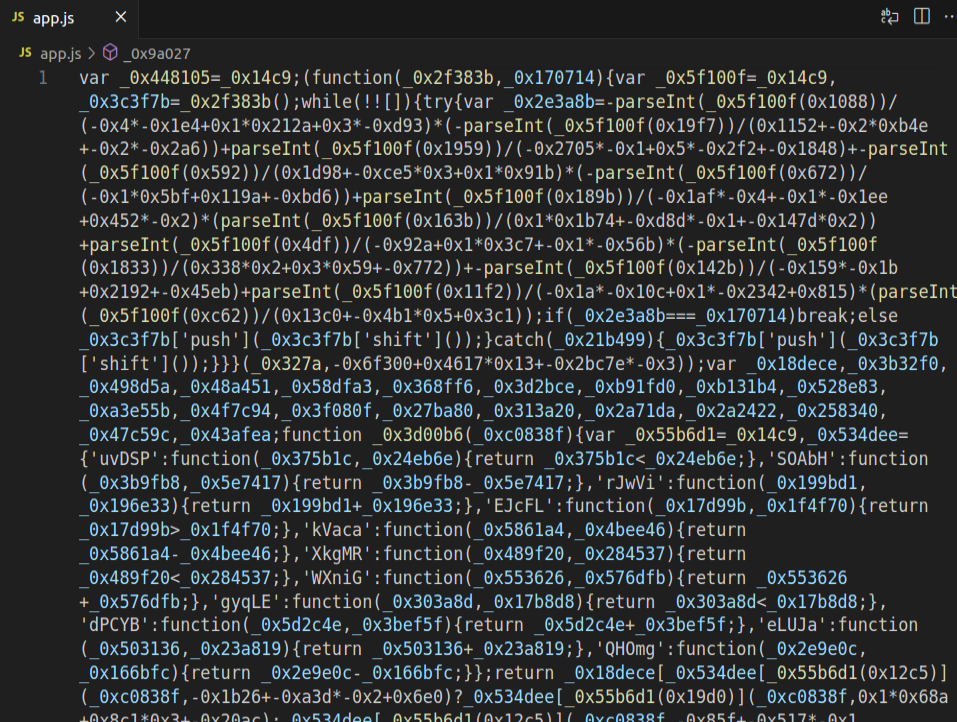 JS app.js ×
JS app.js > _0x9a027
1 var _0x448105=_0x14c9;(function(_0x2f383b,_0x170714){var _0x5f100f=_0x14c9,
_0x3c3f7b=_0x2f383b();while(!![]){try{var _0x2e3a8b=-parseInt(_0x5f100f(0x1088))/
(-0x4*-0x1e4+0x1*0x212a+0x3*-0xd93)*(-parseInt(_0x5f100f(0x19f7))/(0x1152+-0x2*0xb4e
+-0x2*-0x2a6))+parseInt(_0x5f100f(0x1959))/(-0x2705*-0x1+0x5*-0x2f2+-0x1848)+-parseInt
(_0x5f100f(0x592))/(0x1d98+-0xce5*0x3+0x1*0x91b)*(-parseInt(_0x5f100f(0x672))/
(-0x1*0x5bf+0x119a+-0xbd6))+parseInt(_0x5f100f(0x189b))/(-0x1af*-0x4+-0x1*-0x1ee
+0x452*-0x2)*(parseInt(_0x5f100f(0x163b))/(0x1*0x1b74+-0xd8d*-0x1+-0x147d*0x2))
+parseInt(_0x5f100f(0x4df))/(-0x92a+0x1*0x3c7+-0x1*-0x56b)*(-parseInt(_0x5f100f
(0x1833))/(0x338*0x2+0x3*0x59+-0x772))+-parseInt(_0x5f100f(0x142b))/(-0x159*-0x1b
+0x2192+-0x45eb)+parseInt(_0x5f100f(0x11f2))/(-0x1a*-0x10c+0x1*-0x2342+0x815)*(parseInt
(_0x5f100f(0xc62))/(0x13c0+-0x4b1*0x5+0x3c1));if(_0x2e3a8b===_0x170714)break;else
_0x3c3f7b['push'](_0x3c3f7b['shift']());}catch(_0x21b499){_0x3c3f7b['push'](_0x3c3f7b
['shift']());}}}(_0x327a,-0x6f300+0x4617*0x13+-0x2bc7e*-0x3));var _0x18dece,_0x3b32f0,
_0x498d5a,_0x48a451,_0x58dfa3,_0x368ff6,_0x3d2bce,_0xb91fd0,_0xb131b4,_0x528e83,
_0xa3e55b,_0x4f7c94,_0x3f080f,_0x27ba80,_0x313a20,_0x2a71da,_0x2a2422,_0x258340,
_0x47c59c,_0x43afea;function _0x3d00b6(_0xc0838f){var _0x55b6d1=_0x14c9,_0x534dee=
{'uvDSP':function(_0x375b1c,_0x24eb6e){return _0x375b1c<_0x24eb6e;},'SOAbH':function
(_0x3b9fb8,_0x5e7417){return _0x3b9fb8-_0x5e7417;},'rJwVi':function(_0x199bd1,
_0x196e33){return _0x199bd1+_0x196e33;},'EJcFL':function(_0x17d99b,_0x1f4f70){return
_0x17d99b>_0x1f4f70;},'kVaca':function(_0x5861a4,_0x4bee46){return
_0x5861a4-_0x4bee46;},'XkgMR':function(_0x489f20,_0x284537){return
_0x489f20<_0x284537;},'WXniG':function(_0x553626,_0x576dfb){return _0x553626
+_0x576dfb;},'gyqLE':function(_0x303a8d,_0x17b8d8){return _0x303a8d<_0x17b8d8;},
'dPCYB':function(_0x5d2c4e,_0x3bef5f){return _0x5d2c4e+_0x3bef5f;},'eLUJa':function
(_0x503136,_0x23a819){return _0x503136+_0x23a819;},'QHOmg':function(_0x2e9e0c,
_0x166bfc){return _0x2e9e0c-_0x166bfc;}};return _0x18dece[_0x534dee[_0x55b6d1(0x12c5)]
(_0xc0838f,-0x1b26+-0xa3d*-0x2+0x6e0)?_0x534dee[_0x55b6d1(0x19d0)](_0xc0838f,0x1*0x68a
+0x8c1*0x3+-0x20ac):_0x534dee[_0x55b6d1(0x12c5)](_0xc0838f,-0x85f+-0x517*-0x1